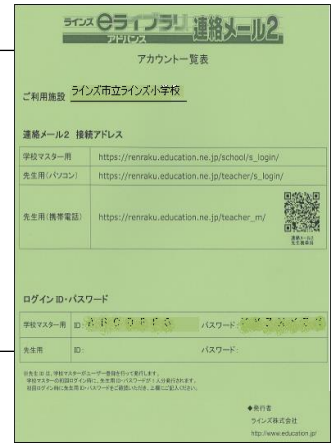 ラインズ eライブラリ アドバンス 連絡メール2
アカウント一覧表
ご利用施設 ラインズ市立ラインズ小学校
連絡メール2 接続アドレス
学校マスター用 https://renraku.education.ne.jp/school/s_login/
先生用(パソコン) https://renraku.education.ne.jp/teacher/s_login/
先生用(携帯電話) https://renraku.education.ne.jp/teacher_m/
連絡メール2
ログインID・パスワード
学校マスター用 ID: パスワード:
先生用 ID: パスワード:
◆発行者
ラインズ株式会社
http://www.education.jp/